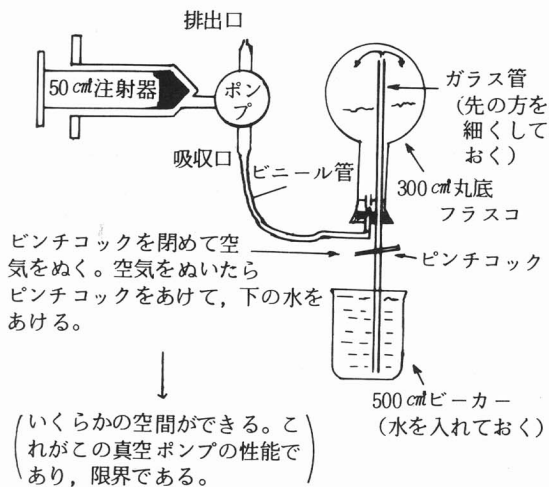 排出口
50㎤注射器
ポン
プ
吸収口
ビニール管
ガラス管
(先の方を
細くして
おく)
300㎤丸底
フラスコ
ピンチコック
ビンチコックを閉めて空
気をぬく。空気をぬいたら
ピンチコックをあけて，下の水を
あける。
500㎤ビーカー
(水を入れておく)
いくらかの空間ができる。こ
れがこの真空ポンプの性能で
あり，限界である。